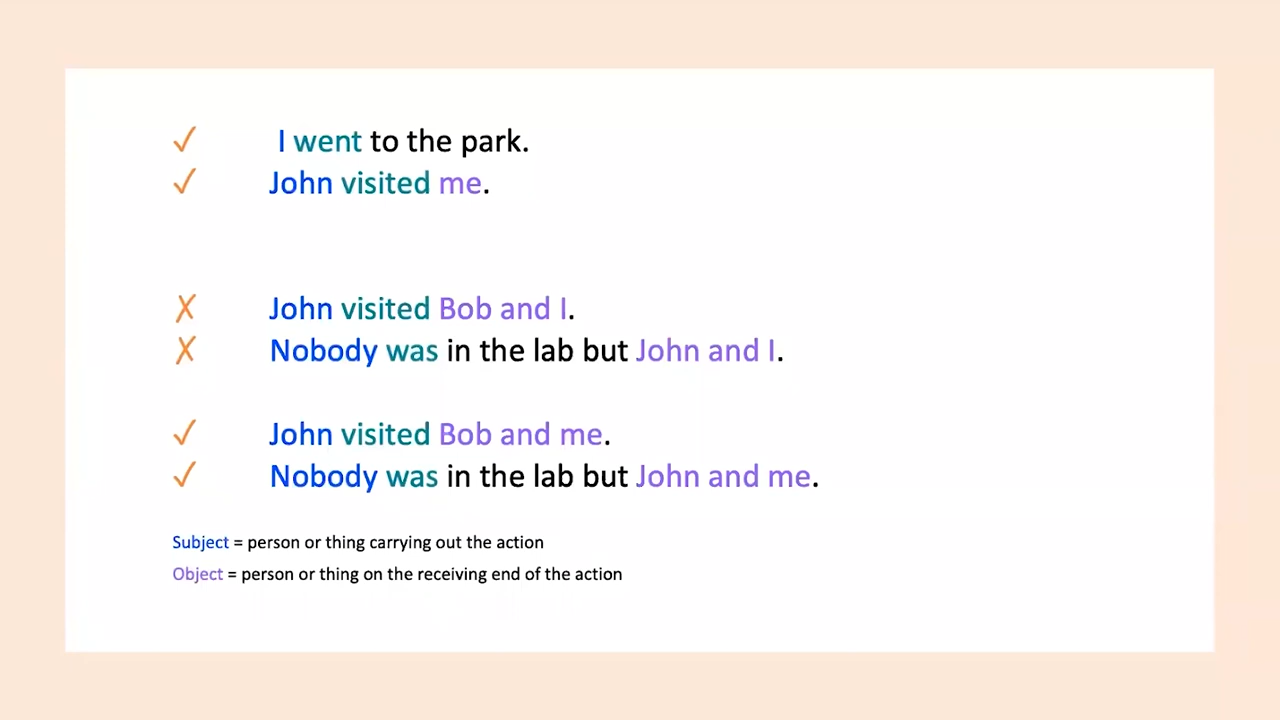 ✓ I went to the park.
✓ John visited me.
✗ John visited Bob and I.
✗ Nobody was in the lab but John and I.
✓ John visited Bob and me.
✓ Nobody was in the lab but John and me.
Subject = person or thing carrying out the action
Object = person or thing on the receiving end of the action